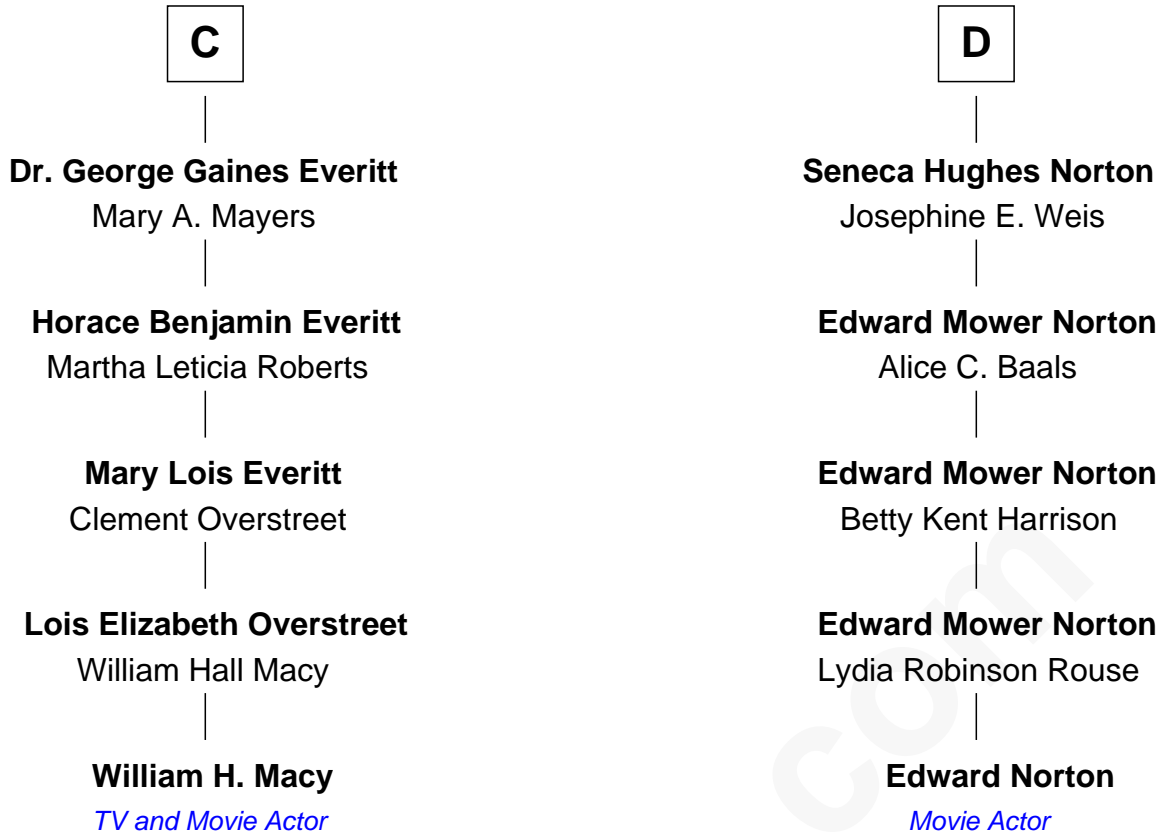 C
Dr. George Gaines Everitt
Mary A. Mayers
Horace Benjamin Everitt
Martha Leticia Roberts
Mary Lois Everitt
Clement Overstreet
Lois Elizabeth Overstreet
William Hall Macy
William H. Macy
TV and Movie Actor
D
Seneca Hughes Norton
Josephine E. Weis
Edward Mower Norton
Alice C. Baals
Edward Mower Norton
Betty Kent Harrison
Edward Mower Norton
Lydia Robinson Rouse
Edward Norton
Movie Actor
com